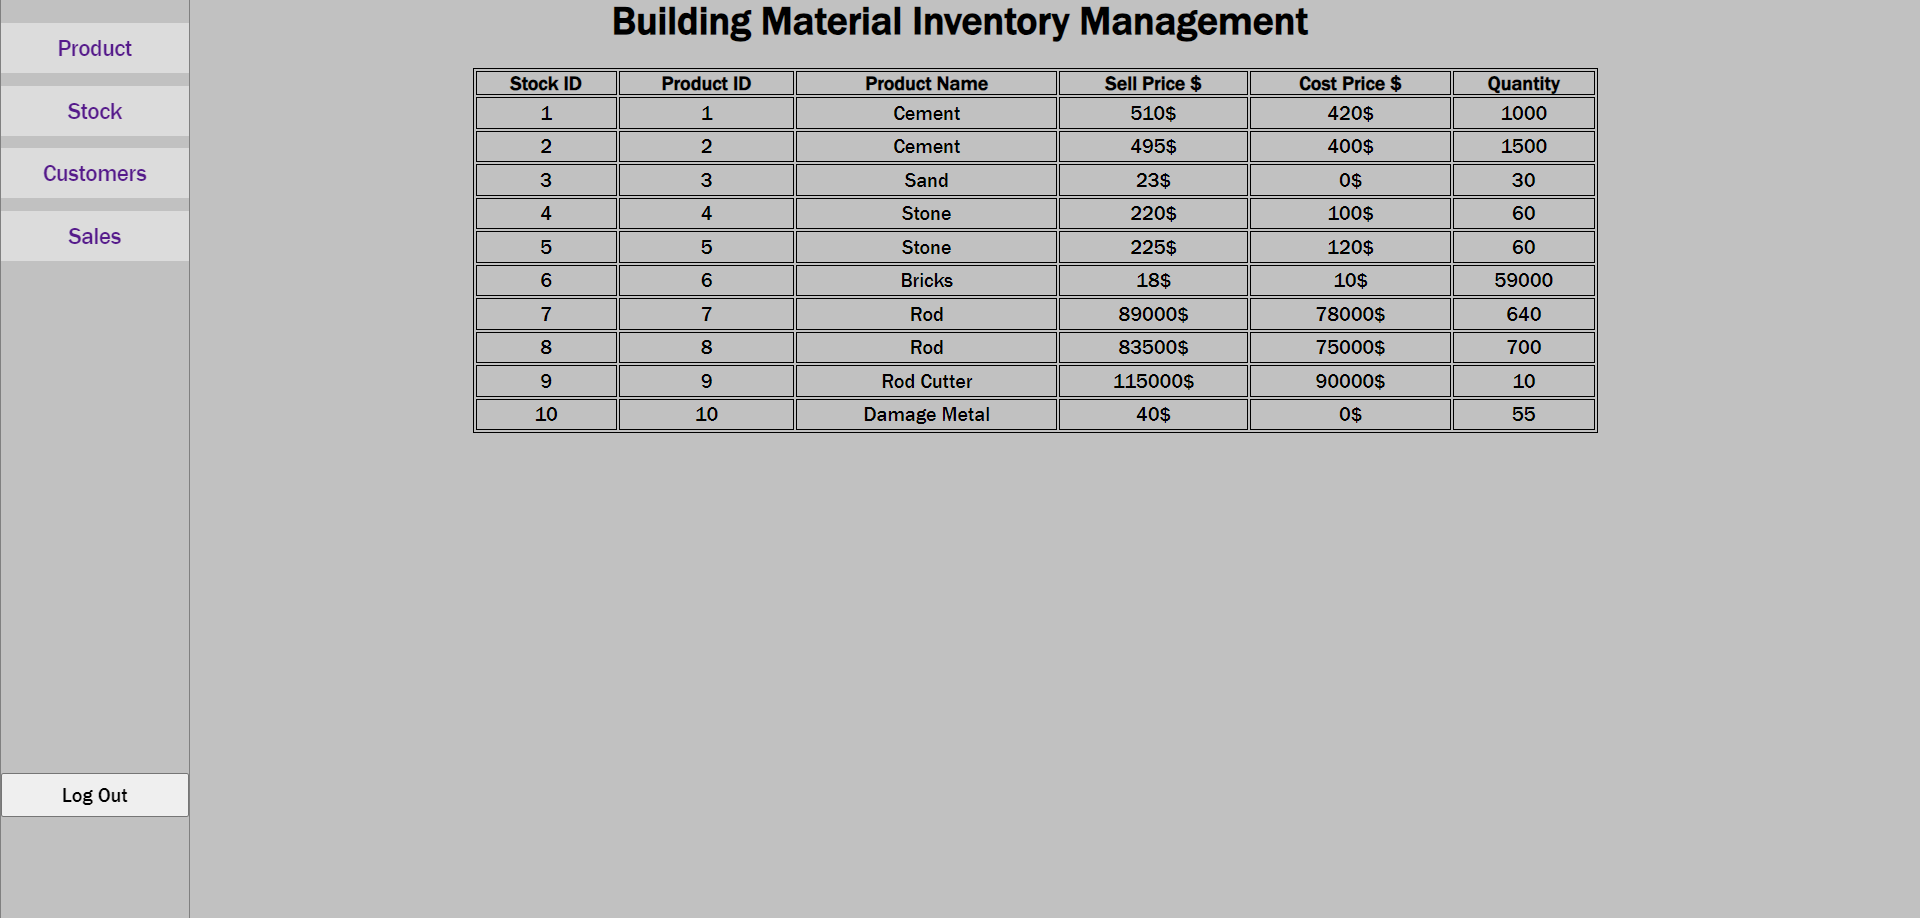 Building Material Inventory Management
Product
Stock
Customers
Sales
Log Out
Stock ID Product ID Product Name Sell Price $ Cost Price $ Quantity
1 1 Cement 510$ 420$ 1000
2 2 Cement 495$ 400$ 1500
3 3 Sand 23$ 0$ 30
4 4 Stone 220$ 100$ 60
5 5 Stone 225$ 120$ 60
6 6 Bricks 18$ 10$ 59000
7 7 Rod 89000$ 78000$ 640
8 8 Rod 83500$ 75000$ 700
9 9 Rod Cutter 115000$ 90000$ 10
10 10 Damage Metal 40$ 0$ 55